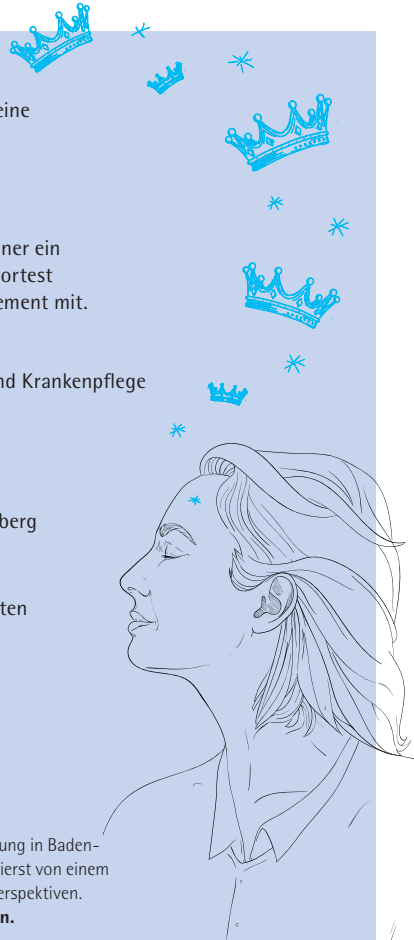 eine
ner ein
ortest
ement mit.
nd Krankenpflege
berg
ten
ung in Baden-
ierst von einem
erspektiven.
n.